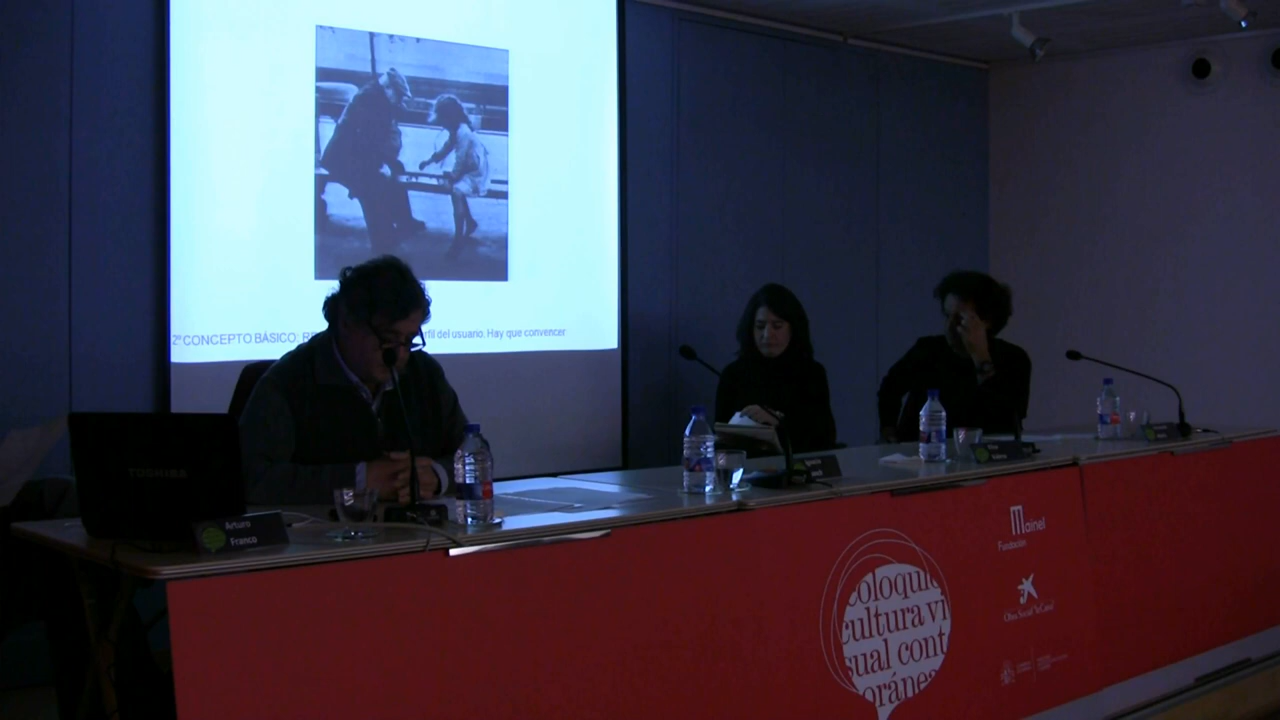 2º CONCEPTO BÁSICO: RE
rfil del usuario. Hay que convencer
TOSHIBA
Arturo
Franco
Mainel
Fundación
Obra Social "la Caixa"
coloquio
cultura vi
sual cont
oránea